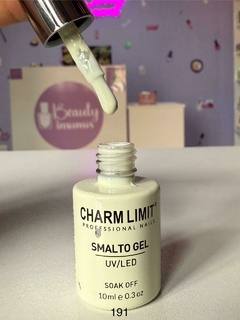 Beauty
CHARM LIMIT
PROFESSIONAL NAILS
SMALTO GEL
UV/LED
SOAK OFF
10ml e 0.3 oz
191